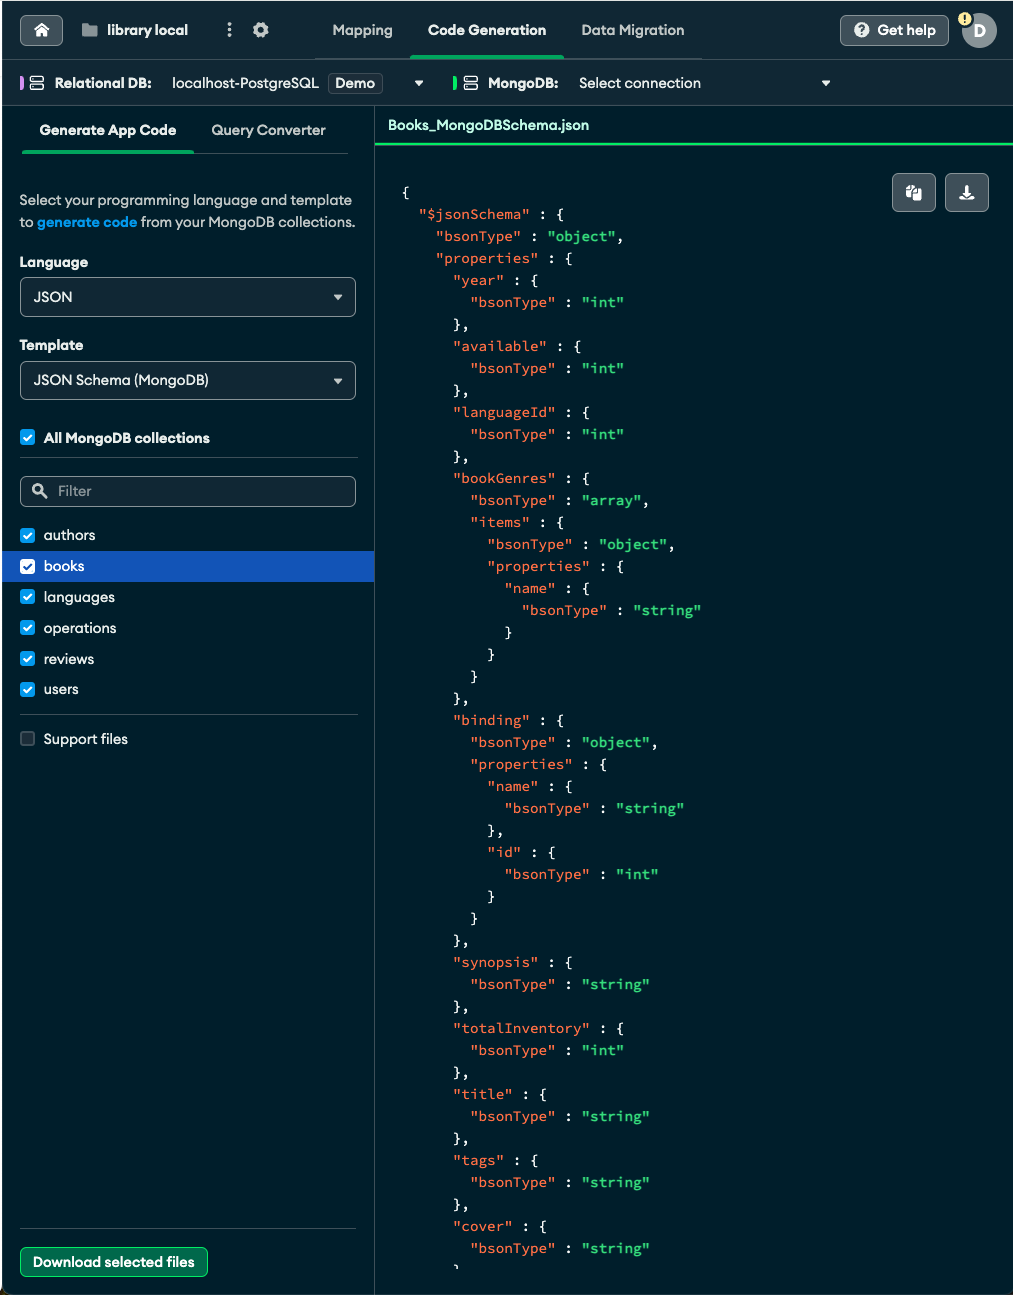 library local
Mapping
Code Generation
Data Migration
Get help
!
D
Relational DB:
localhost-PostgreSQL
Demo
MongoDB:
Select connection
Generate App Code
Query Converter
Select your programming language and template
to generate code from your MongoDB collections.
Language
JSON
Template
JSON Schema (MongoDB)
All MongoDB collections
Filter
authors
books
languages
operations
reviews
users
Support files
Download selected files
Books_MongoDBSchema.json
{
  "$jsonSchema" : {
    "bsonType" : "object",
    "properties" : {
      "year" : {
        "bsonType" : "int"
      },
      "available" : {
        "bsonType" : "int"
      },
      "languageId" : {
        "bsonType" : "int"
      },
      "bookGenres" : {
        "bsonType" : "array",
        "items" : {
          "bsonType" : "object",
          "properties" : {
            "name" : {
              "bsonType" : "string"
            }
          }
        }
      },
      "binding" : {
        "bsonType" : "object",
        "properties" : {
          "name" : {
            "bsonType" : "string"
          },
          "id" : {
            "bsonType" : "int"
          }
        }
      },
      "synopsis" : {
        "bsonType" : "string"
      },
      "totalInventory" : {
        "bsonType" : "int"
      },
      "title" : {
        "bsonType" : "string"
      },
      "tags" : {
        "bsonType" : "string"
      },
      "cover" : {
        "bsonType" : "string"